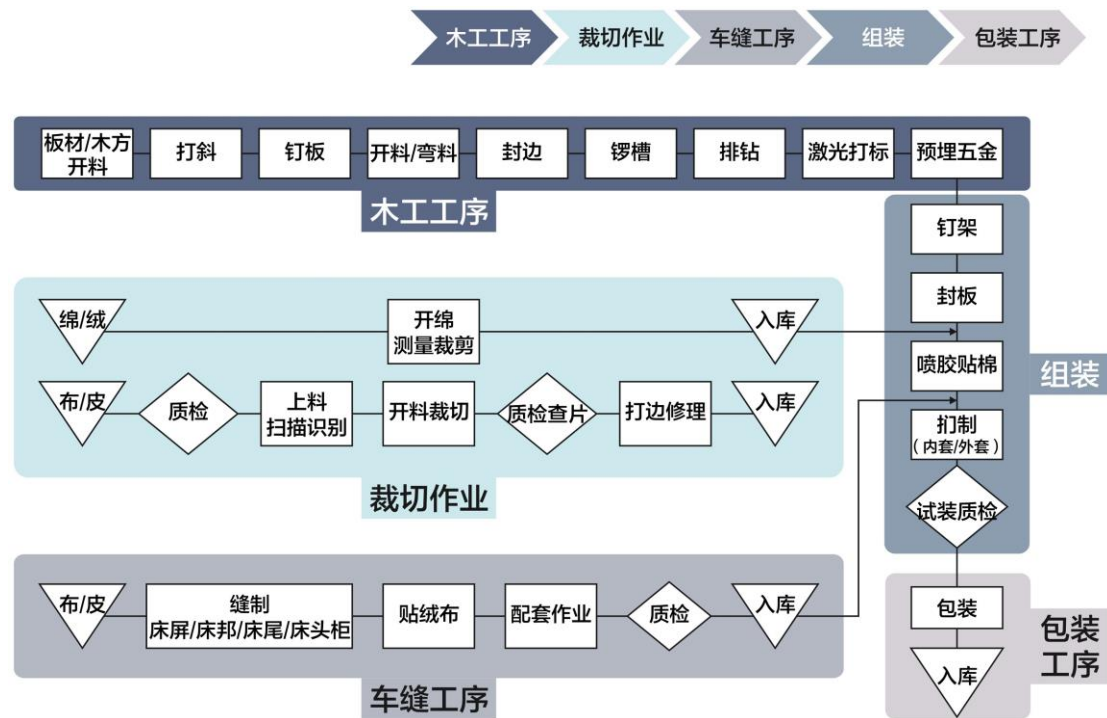 木工工序
裁切作业
车缝工序
组装
包装工序
板材/木方
开料
打斜
钉板
开料/弯料
封边
锣槽
排钻
激光打标
预埋五金
木工工序
钉架
封板
喷胶贴棉
扪制
（内套/外套）
试装质检
组装
绵/绒
开绵
测量裁剪
入库
布/皮
质检
上料
扫描识别
开料裁切
质检查片
打边修理
入库
裁切作业
布/皮
缝制
床屏/床邦/床尾/床头柜
贴绒布
配套作业
质检
入库
车缝工序
包装
入库
包装
工序